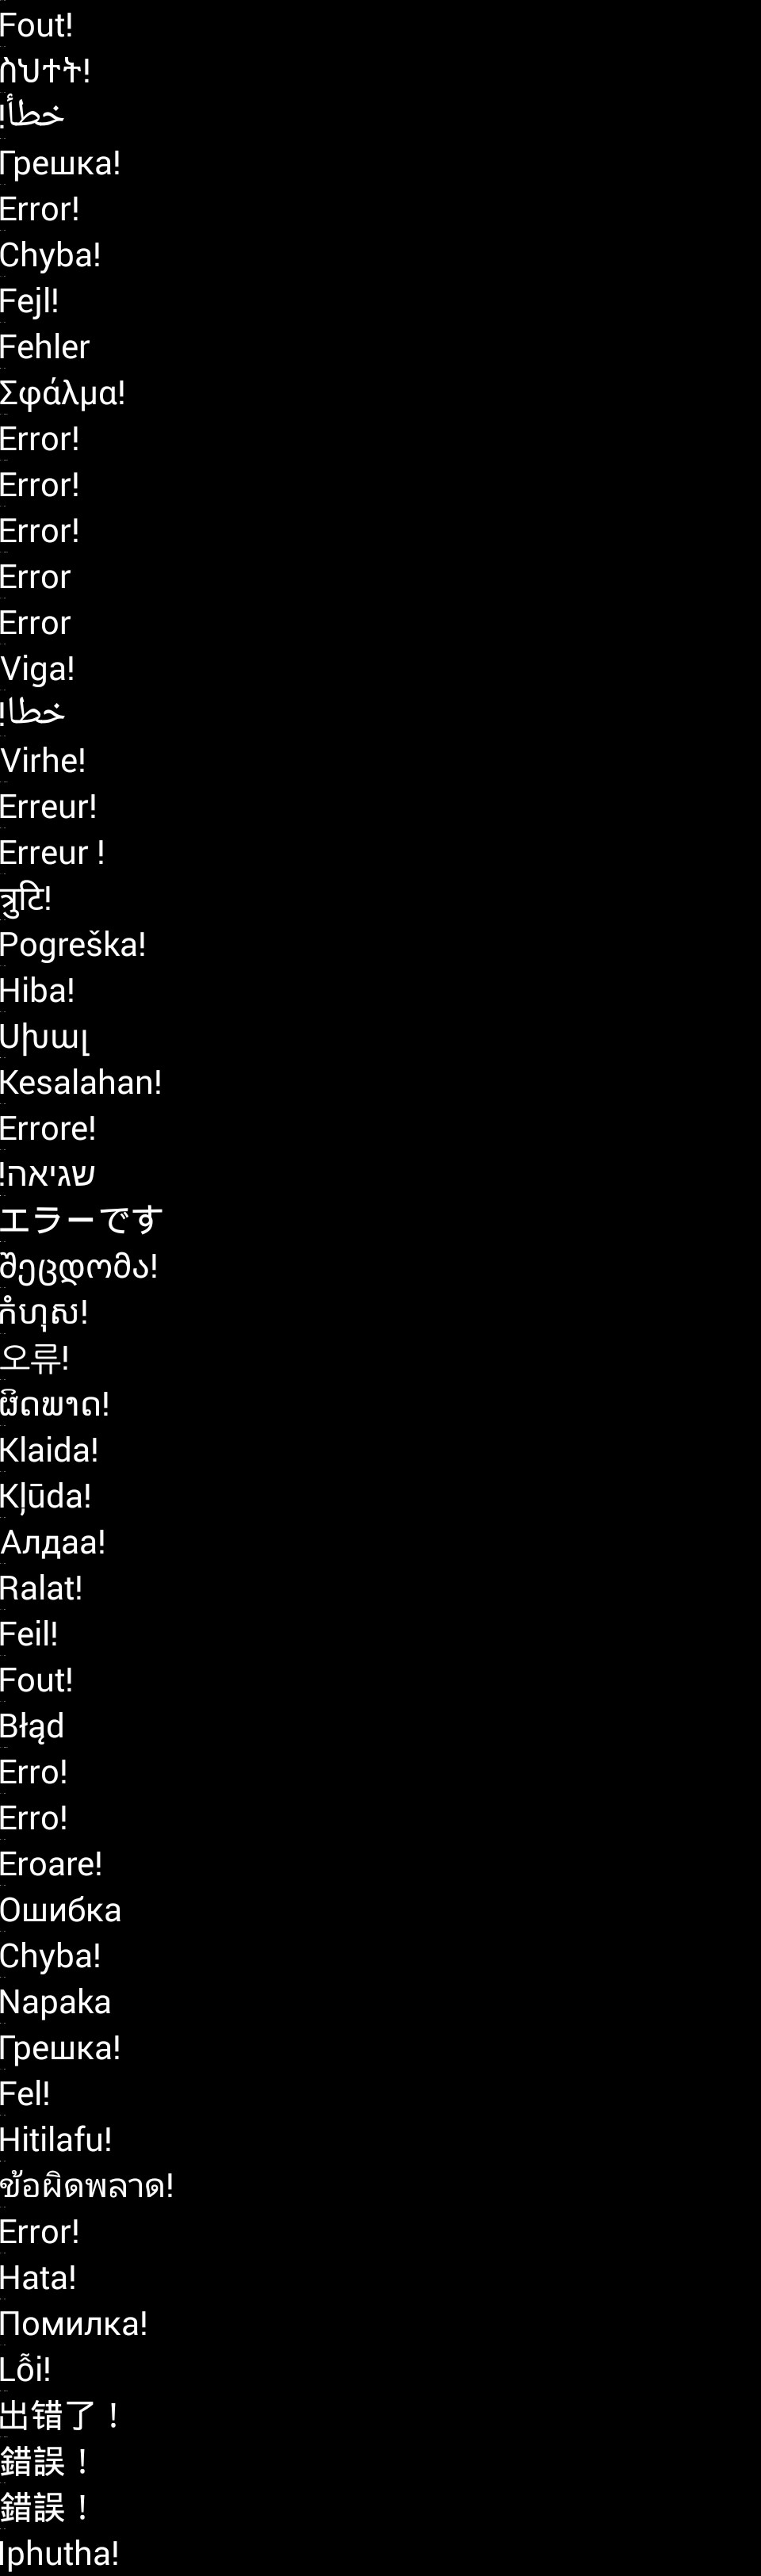 Fout!
ስህተት!
خطأ!
Грешка!
Error!
Chyba!
Fejl!
Fehler
Σφάλμα!
Error!
Error!
Error!
Error
Error
Viga!
خطا!
Virhe!
Erreur!
Erreur !
त्रुटि!
Pogreška!
Hiba!
Սխալ
Kesalahan!
Errore!
שגיאה!
エラーです
შეცდომა!
កំហុស!
오류!
ຜິດພາດ!
Klaida!
Kļūda!
Алдаа!
Ralat!
Feil!
Fout!
Błąd
Erro!
Erro!
Eroare!
Ошибка
Chyba!
Napaka
Грешка!
Fel!
Hitilafu!
ข้อผิดพลาด!
Error!
Hata!
Помилка!
Lỗi!
出错了！
錯誤！
錯誤！
Iphutha!